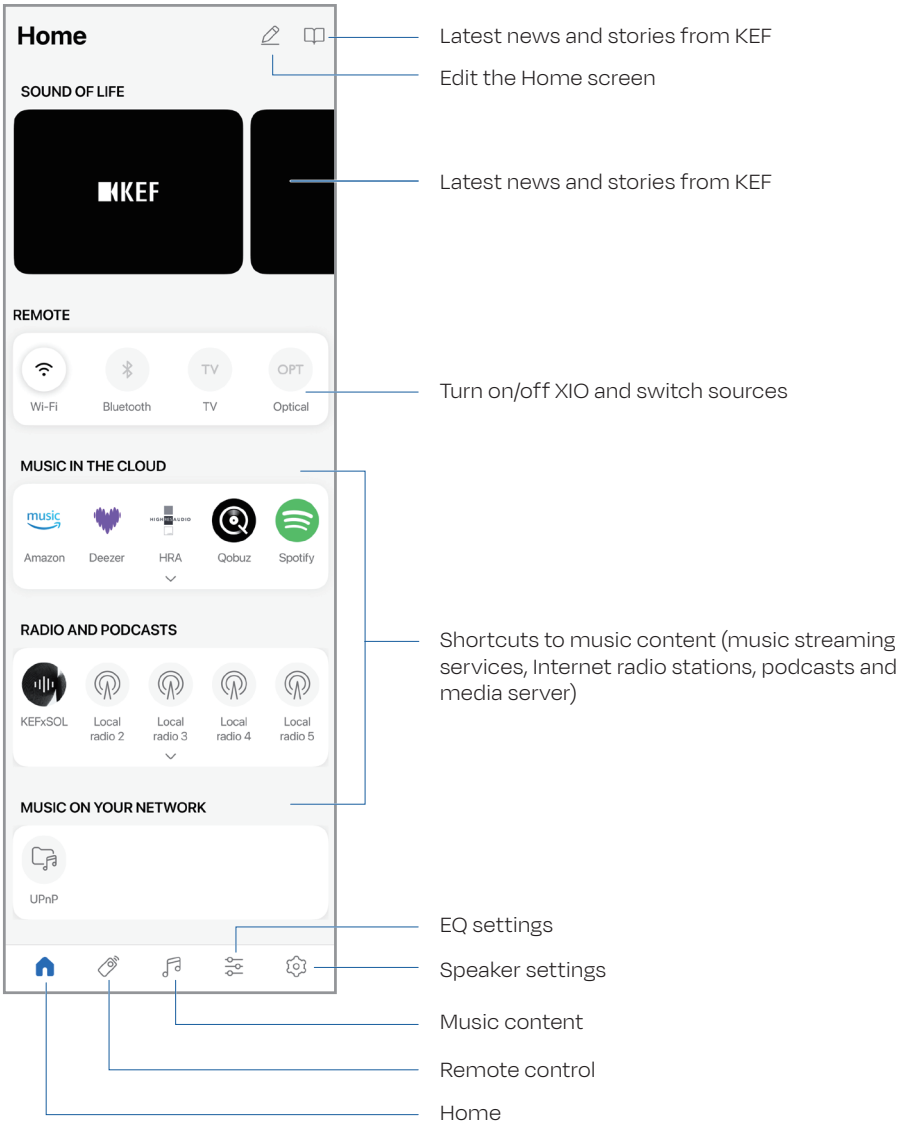 Home
Latest news and stories from KEF
Edit the Home screen
SOUND OF LIFE
KEF
Latest news and stories from KEF
REMOTE
TV
OPT
Wi-Fi
Bluetooth
TV
Optical
Turn on/off XIO and switch sources
MUSIC IN THE CLOUD
music
HIGHRESAUDIO
Q
Amazon
Deezer
HRA
Qobuz
Spotify
RADIO AND PODCASTS
Shortcuts to music content (music streaming
services, Internet radio stations, podcasts and
media server)
KEFxSOL
Local
radio 2
Local
radio 3
Local
radio 4
Local
radio 5
MUSIC ON YOUR NETWORK
UPnP
EQ settings
Speaker settings
Music content
Remote control
Home